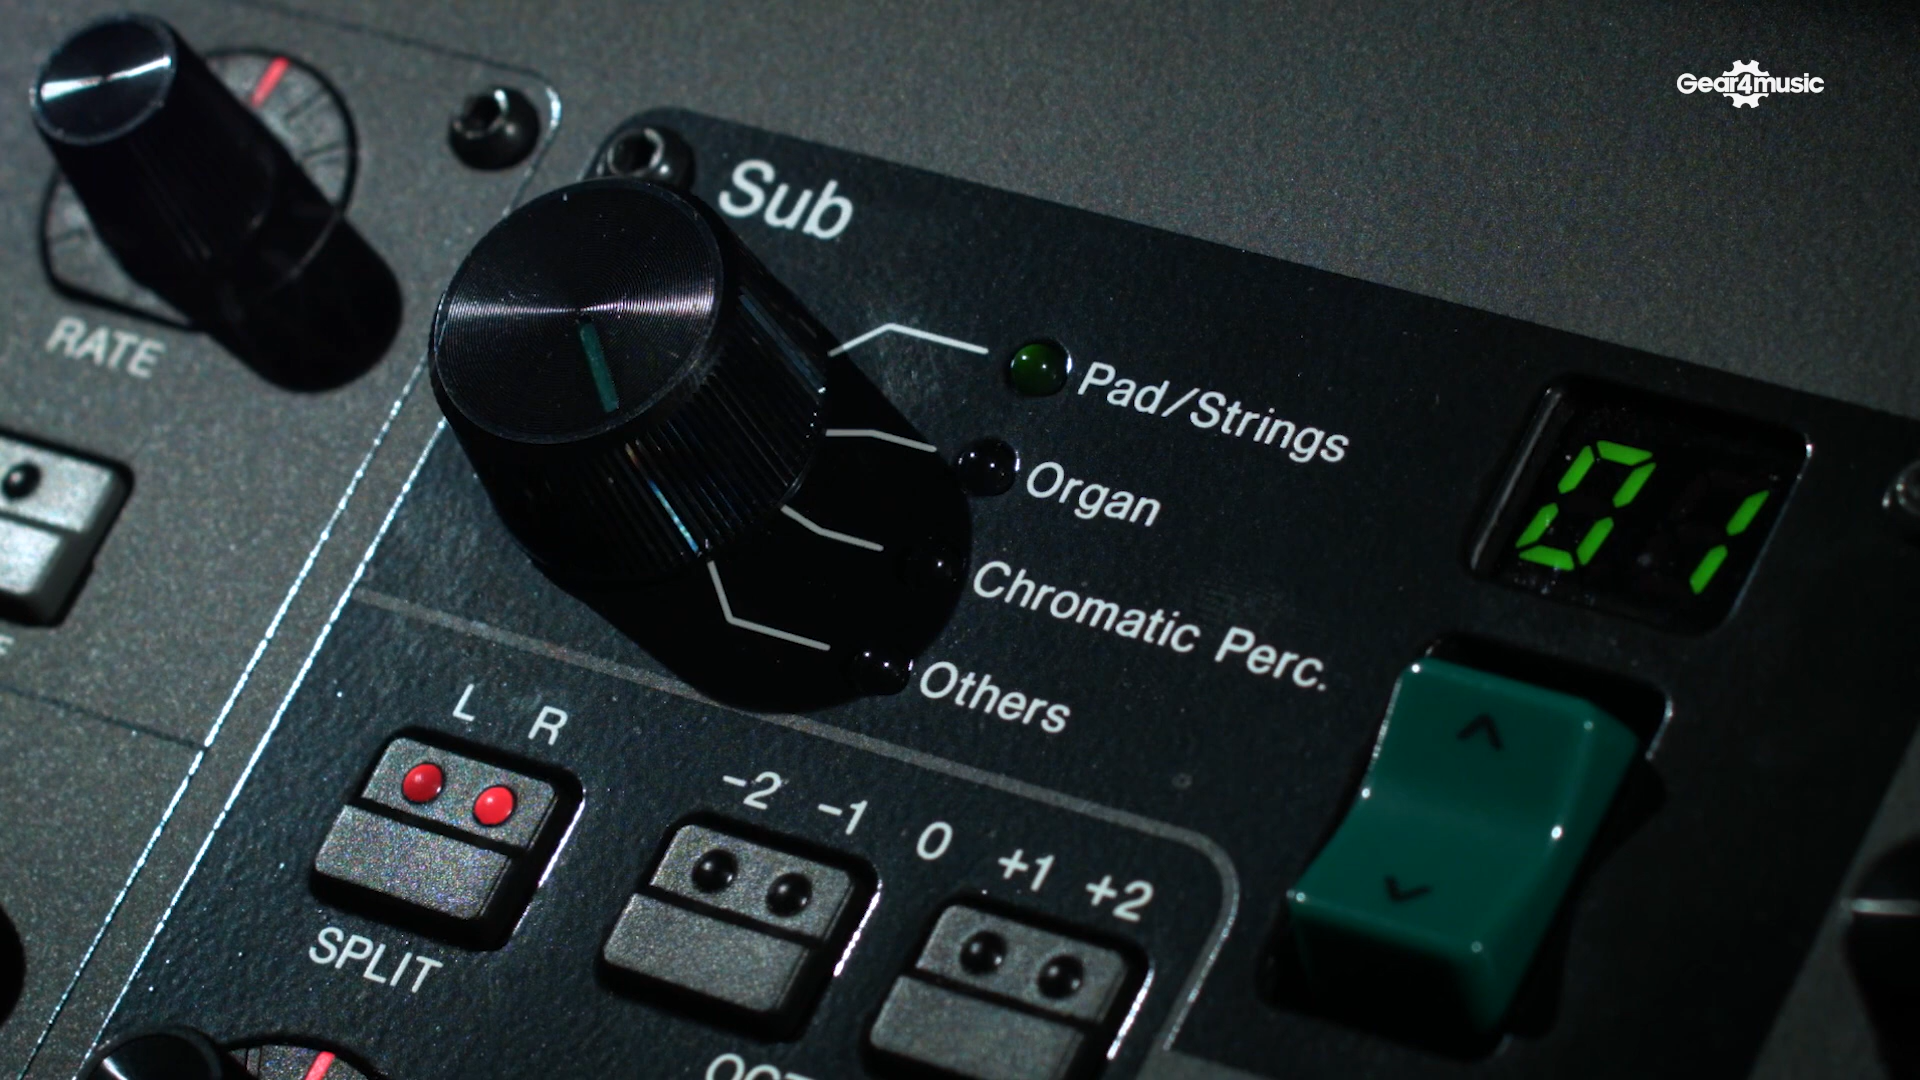 Gear4music
Sub
RATE
Pad/Strings
Organ
01
Chromatic Perc.
Others
L R
-2 -1 0 +1 +2
SPLIT